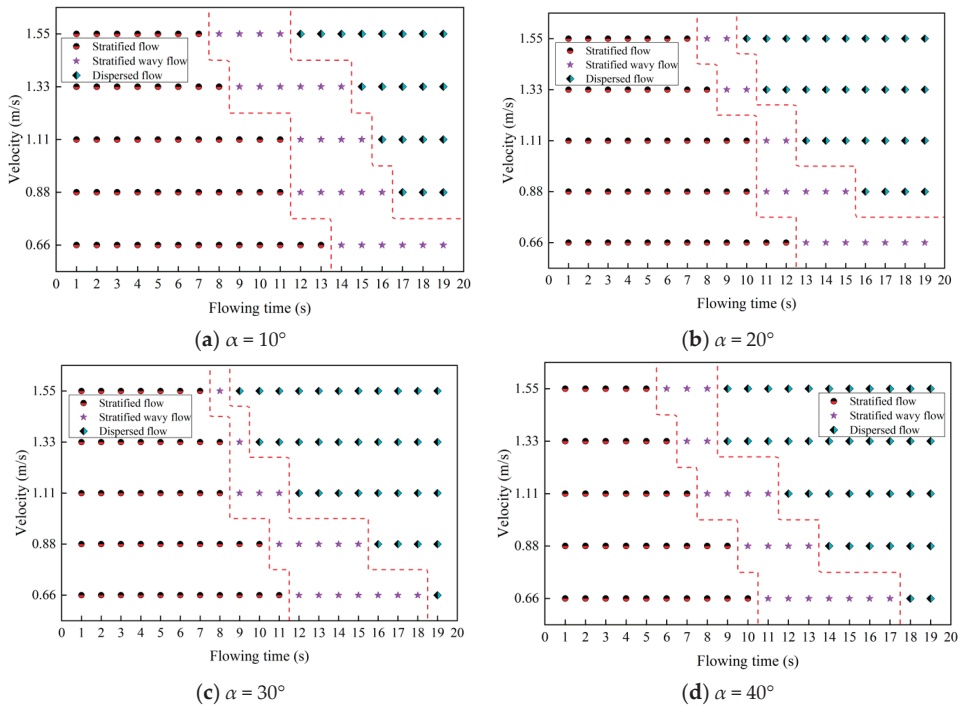 1.55
1.33
1.11
0.88
0.66
Velocity (m/s)
Stratified flow
Stratified wavy flow
Dispersed flow
0 1 2 3 4 5 6 7 8 9 10 11 12 13 14 15 16 17 18 19 20
Flowing time (s)
(a) α = 10°
1.55
1.33
1.11
0.88
0.66
Velocity (m/s)
Stratified flow
Stratified wavy flow
Dispersed flow
0 1 2 3 4 5 6 7 8 9 10 11 12 13 14 15 16 17 18 19 20
Flowing time (s)
(b) α = 20°
1.55
1.33
1.11
0.88
0.66
Velocity (m/s)
Stratified flow
Stratified wavy flow
Dispersed flow
0 1 2 3 4 5 6 7 8 9 10 11 12 13 14 15 16 17 18 19 20
Flowing time (s)
(c) α = 30°
1.55
1.33
1.11
0.88
0.66
Velocity (m/s)
Stratified flow
Stratified wavy flow
Dispersed flow
0 1 2 3 4 5 6 7 8 9 10 11 12 13 14 15 16 17 18 19 20
Flowing time (s)
(d) α = 40°